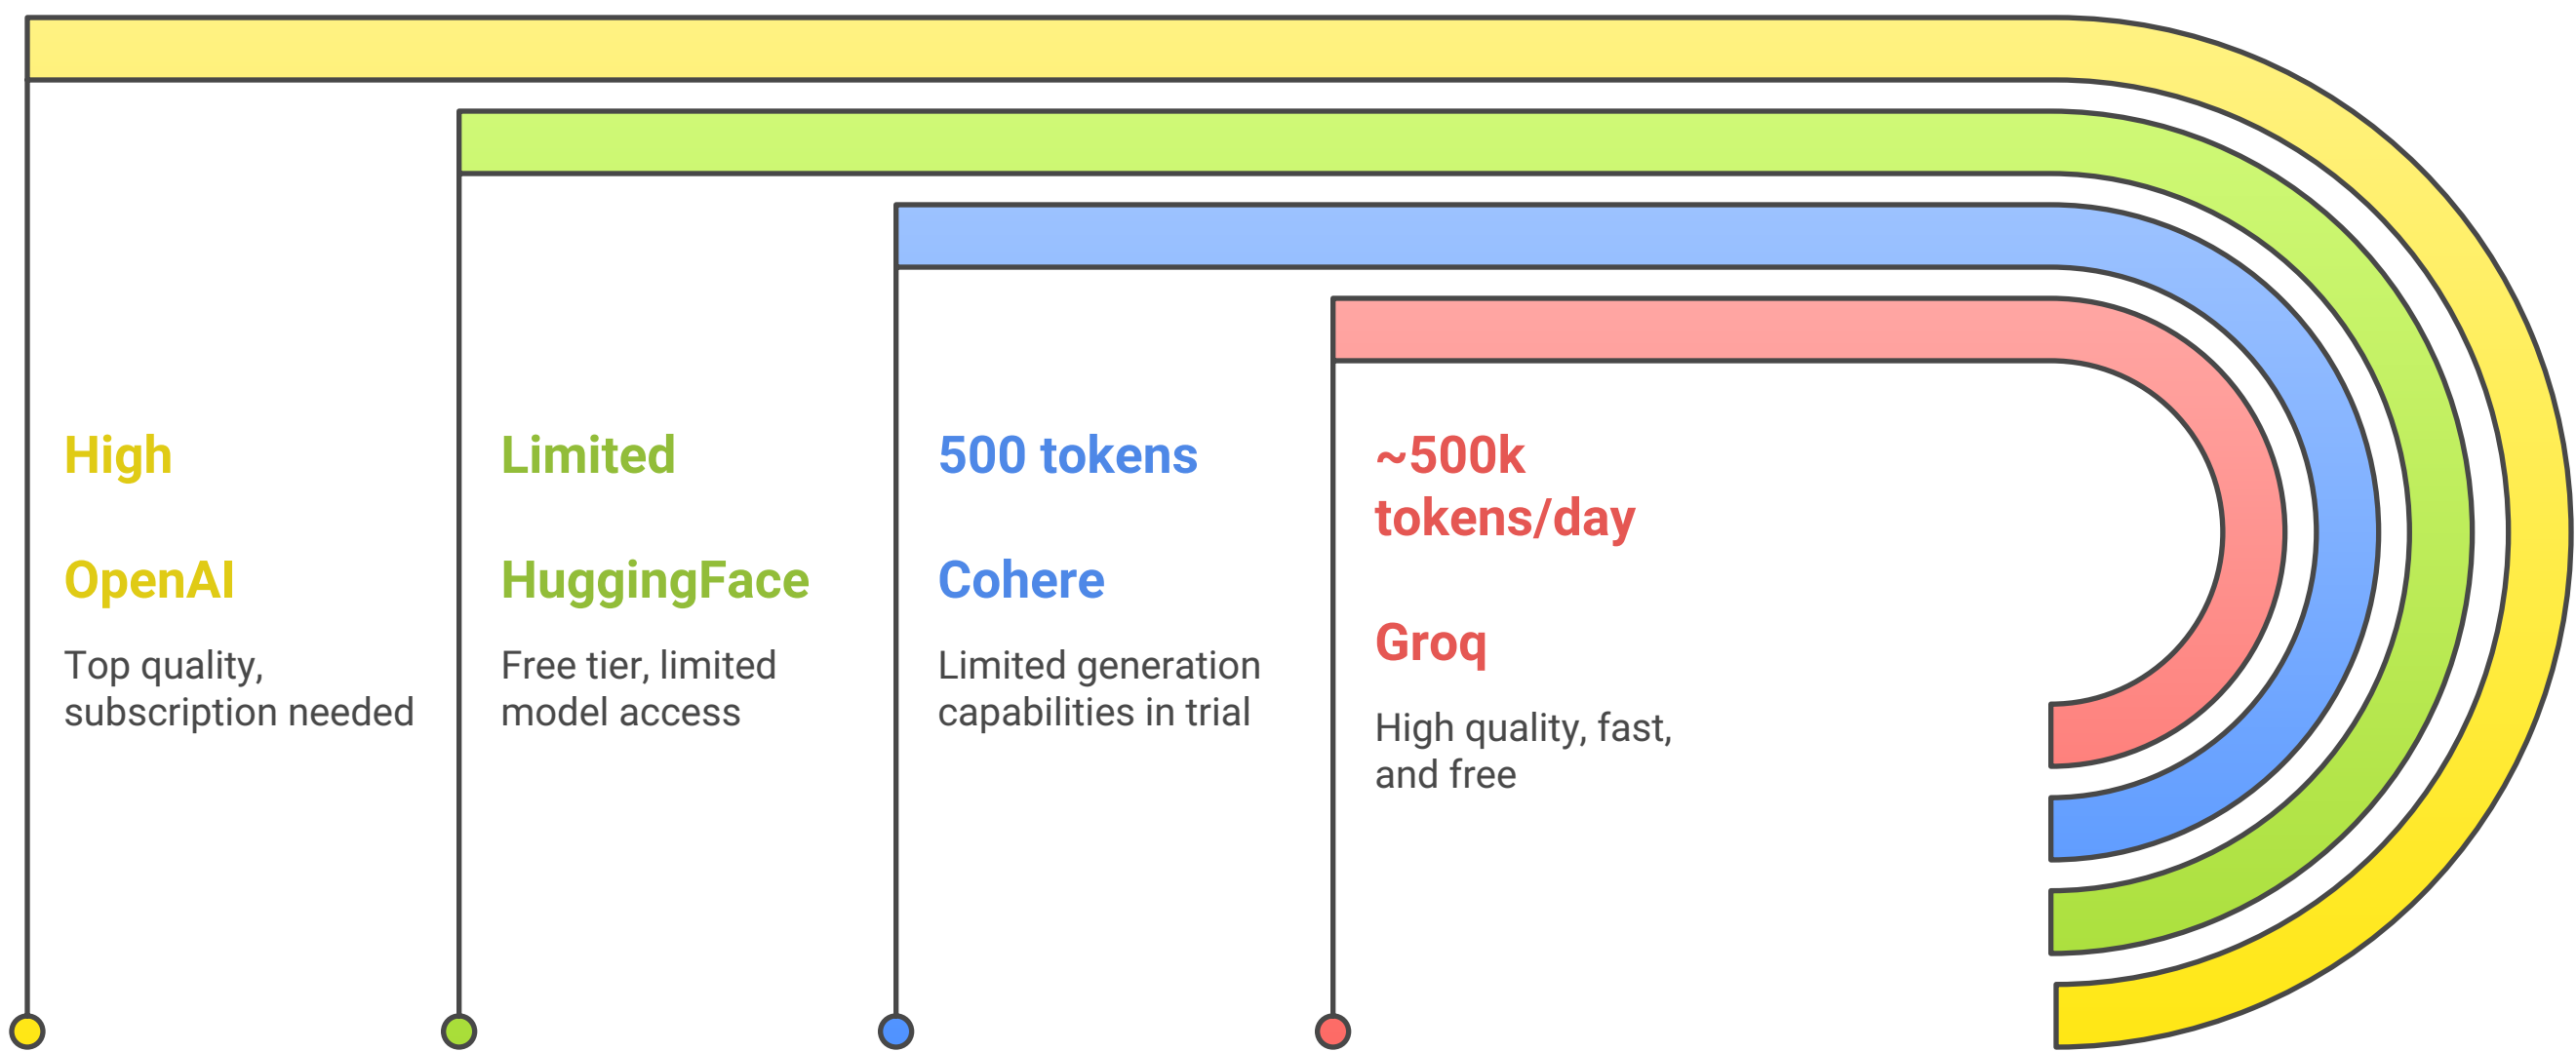 High
OpenAI
Top quality,
subscription needed
Limited
HuggingFace
Free tier, limited
model access
500 tokens
Cohere
Limited generation
capabilities in trial
~500k
tokens/day
Groq
High quality, fast,
and free